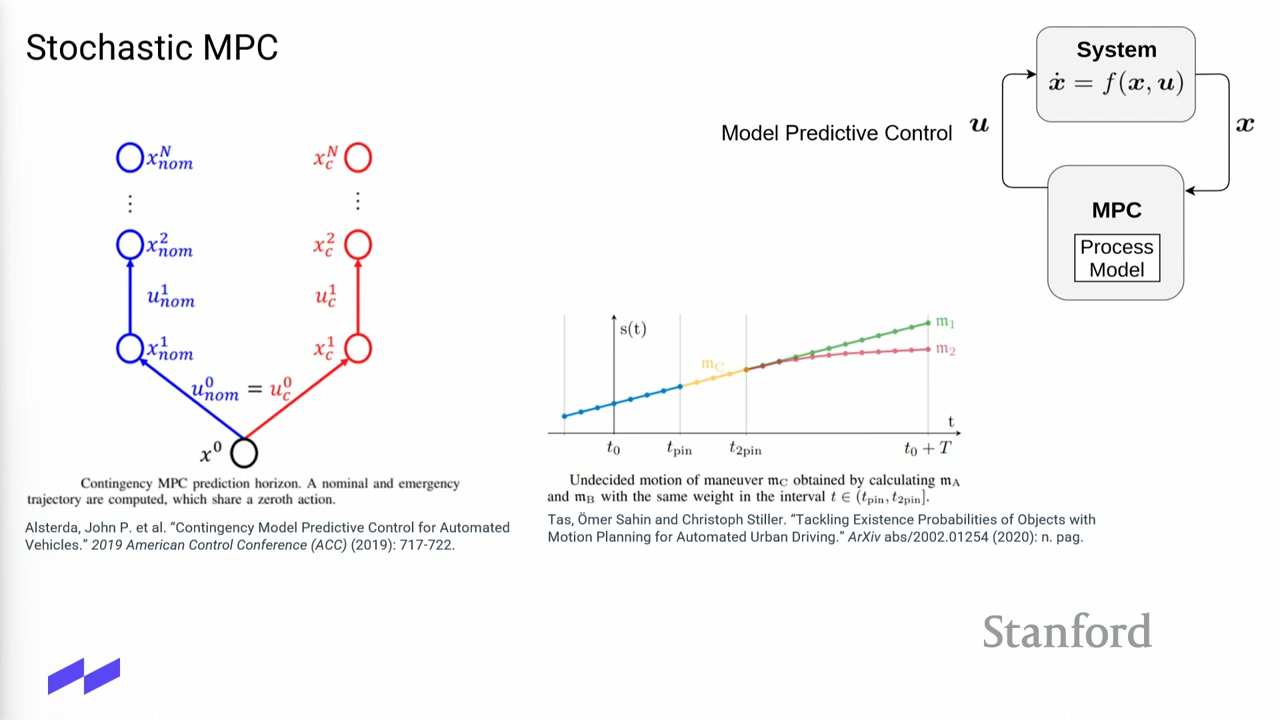 Stochastic MPC
x^N_nom
x^N_c
⋮
⋮
x^2_nom
x^2_c
u^1_nom
u^1_c
x^1_nom
x^1_c
u^0_nom = u^0_c
x^0
Contingency MPC prediction horizon. A nominal and emergency
trajectory are computed, which share a zeroth action.
Alsterda, John P. et al. “Contingency Model Predictive Control for Automated
Vehicles.” 2019 American Control Conference (ACC) (2019): 717-722.
Model Predictive Control
u
System
ẋ = f(x, u)
x
MPC
Process
Model
s(t)
m_1
m_2
m_C
t
t_0
t_pin
t_2pin
t_0 + T
Undecided motion of maneuver m_C obtained by calculating m_A
and m_B with the same weight in the interval t ∈ (t_pin, t_2pin].
Tas, Ömer Sahin and Christoph Stiller. “Tackling Existence Probabilities of Objects with
Motion Planning for Automated Urban Driving.” ArXiv abs/2002.01254 (2020): n. pag.
Stanford